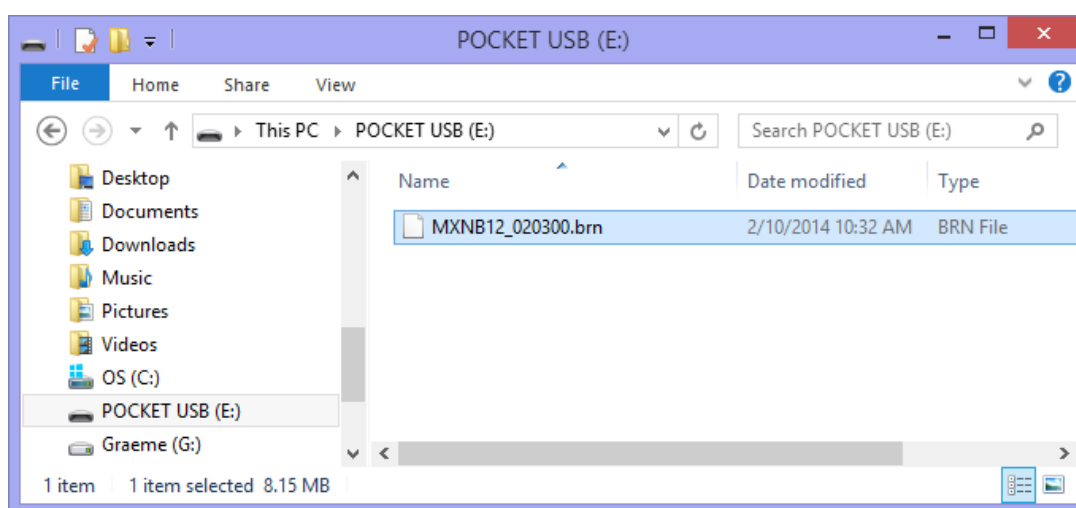 POCKET USB (E:)
File Home Share View
This PC POCKET USB (E:) Search POCKET USB (E:)
Desktop
Documents
Downloads
Music
Pictures
Videos
OS (C:)
POCKET USB (E:)
Graeme (G:)
Name Date modified Type
MXNB12_020300.brn 2/10/2014 10:32 AM BRN File
1 item 1 item selected 8.15 MB